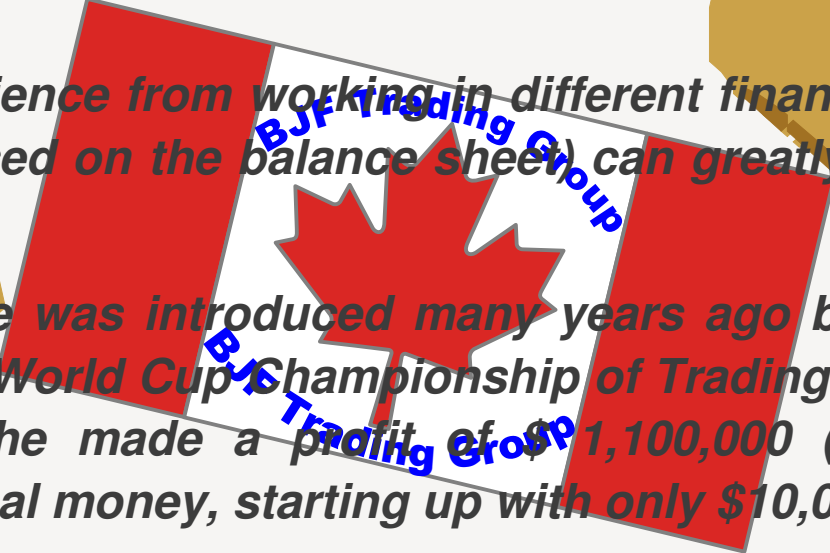 ence from working in different finan
BJF Trading Group
ed on the balance sheet) can greatly
e was introduced many years ago b
BJF Trading Group
World Cup Championship of Trading
he made a profit of $ 1,100,000 (
al money, starting up with only $10,0